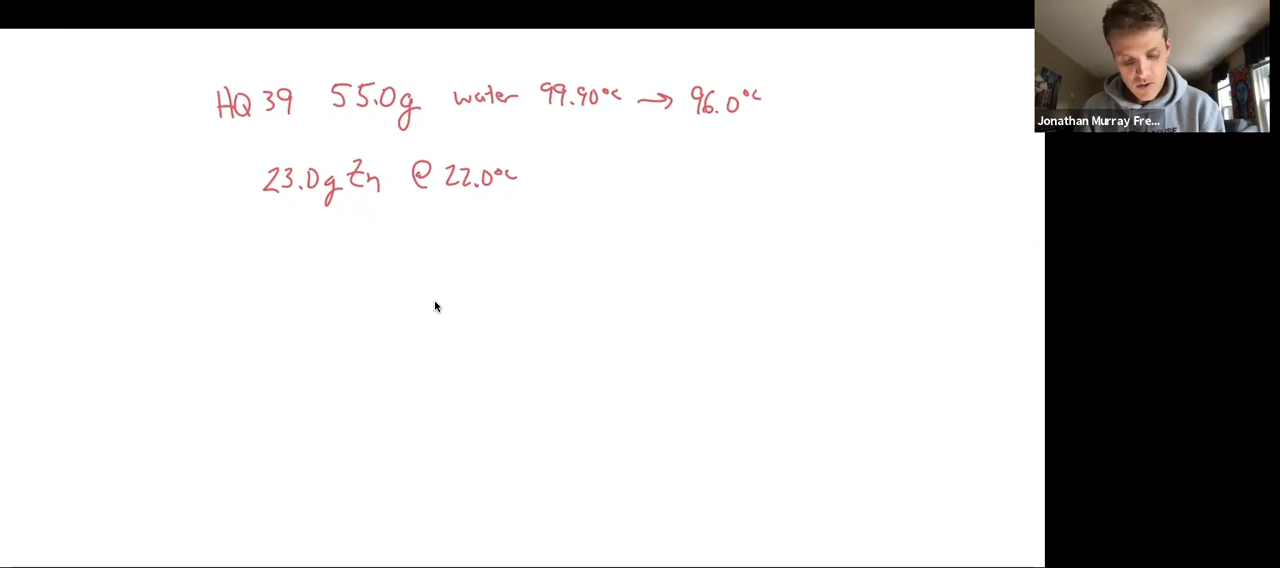 HQ 39 55.0g water 99.90°C → 96.0°C
23.0g Zn @ 22.0°C
Jonathan Murray Fre...